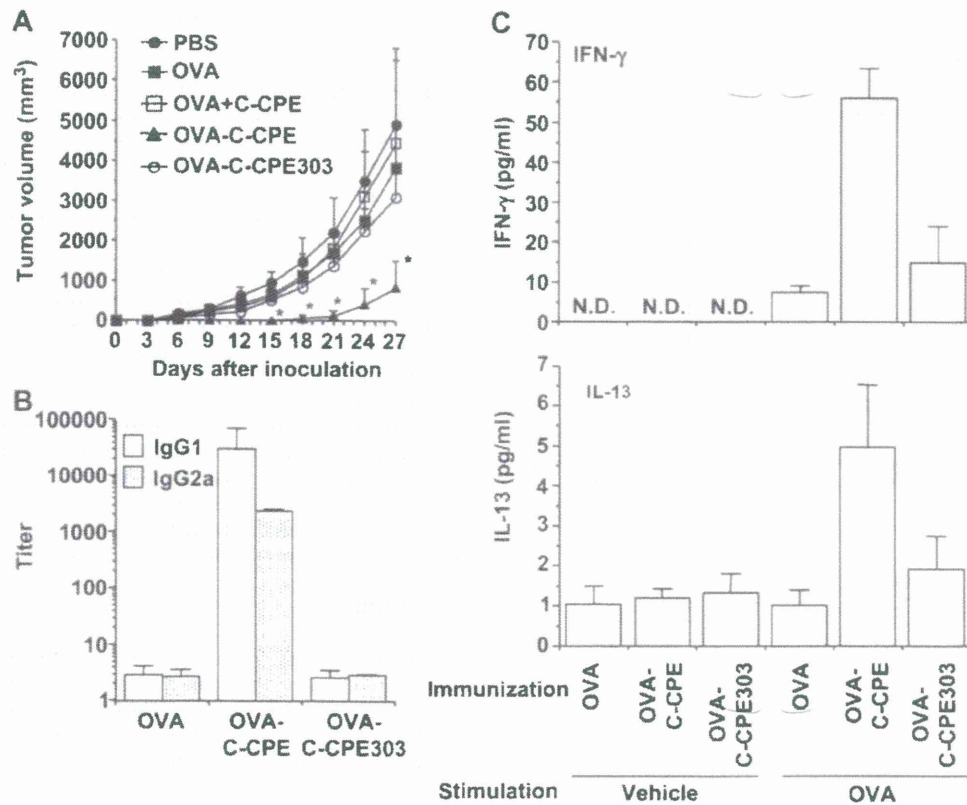 A
Tumor volume (mm³)
7000
6000
5000
4000
3000
2000
1000
0
PBS
OVA
OVA+C-CPE
OVA-C-CPE
OVA-C-CPE303
* * * * *
0 3 6 9 12 15 18 21 24 27
Days after inoculation
B
Titer
100000
10000
1000
100
10
1
IgG1
IgG2a
OVA OVA-C-CPE OVA-C-CPE303
C
IFN-γ (pg/ml)
70
60
50
40
30
20
10
0
IFN-γ
N.D. N.D. N.D.
IL-13 (pg/ml)
7
6
5
4
3
2
1
0
IL-13
Immunization
OVA
OVA-C-CPE
OVA-C-CPE303
OVA
OVA-C-CPE
OVA-C-CPE303
Stimulation Vehicle OVA